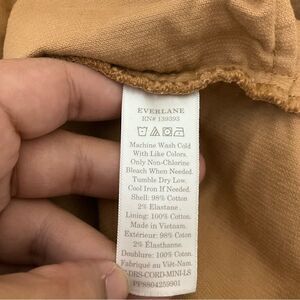 EVERLANE
RN# 139393
Machine Wash Cold
With Like Colors.
Only Non-Chlorine
Bleach When Needed.
Tumble Dry Low.
Cool Iron If Needed.
Shell: 98% Cotton
2% Elastane.
Lining: 100% Cotton.
Made in Vietnam.
Extérieur: 98% Coton
2% Élasthanne.
Doublure: 100% Coton.
Fabriqué au Viêt-Nam.
-DRS-CORD-MINI-LS
PF8804259901